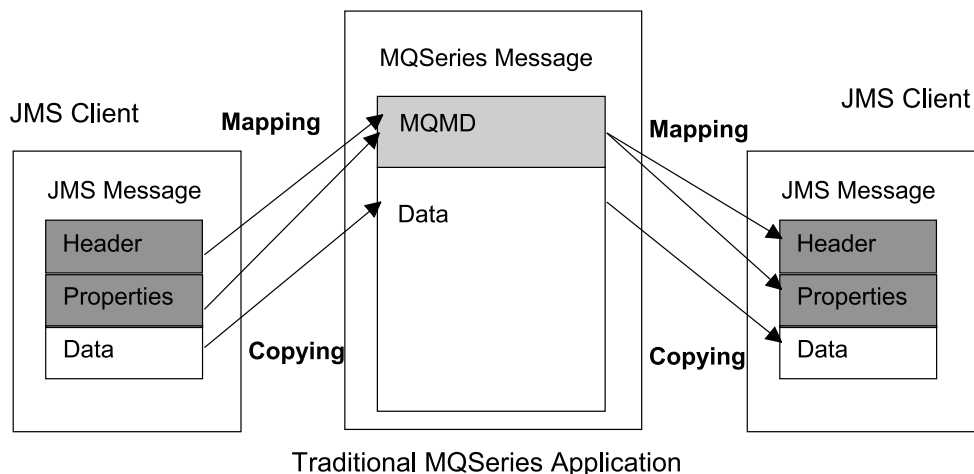 JMS Client
JMS Message
Header
Properties
Data
Mapping
Copying
MQSeries Message
MQMD
Data
Traditional MQSeries Application
Mapping
Copying
JMS Client
JMS Message
Header
Properties
Data